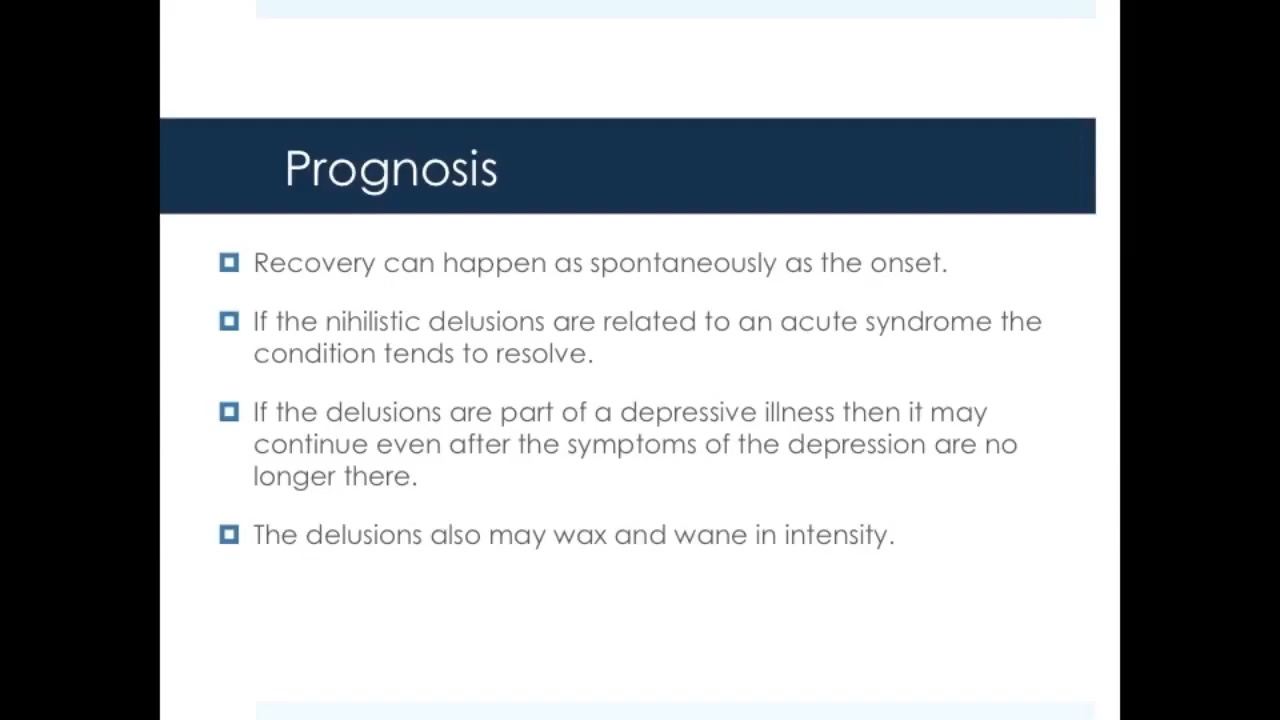 Prognosis
Recovery can happen as spontaneously as the onset.
If the nihilistic delusions are related to an acute syndrome the
condition tends to resolve.
If the delusions are part of a depressive illness then it may
continue even after the symptoms of the depression are no
longer there.
The delusions also may wax and wane in intensity.